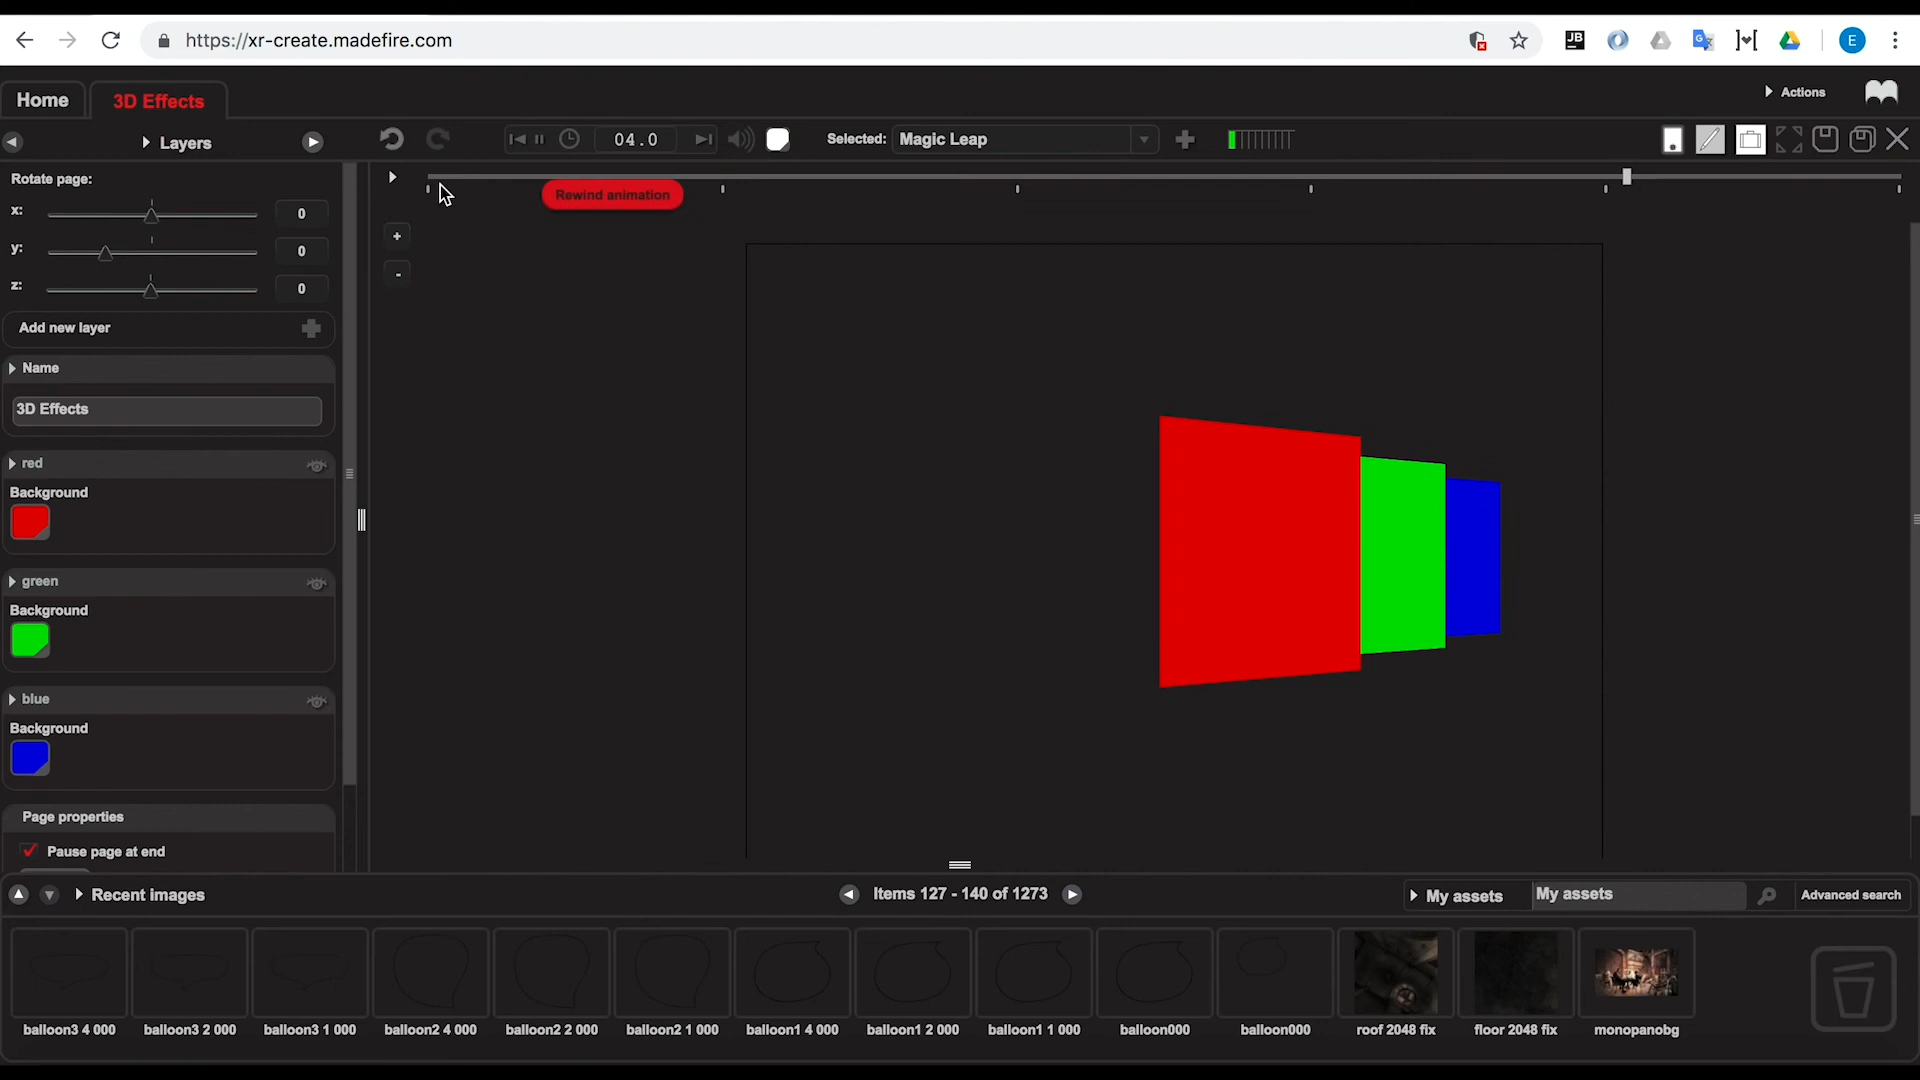 https://xr-create.madefire.com
JB
E
Home
3D Effects
Actions
Layers
04.0
Selected:
Magic Leap
Rotate page:
Rewind animation
x:
0
y:
0
z:
0
+
-
Add new layer
Name
3D Effects
red
Background
green
Background
blue
Background
Page properties
Pause page at end
Recent images
Items 127 - 140 of 1273
My assets
My assets
Advanced search
balloon3 4 000
balloon3 2 000
balloon3 1 000
balloon2 4 000
balloon2 2 000
balloon2 1 000
balloon1 4 000
balloon1 2 000
balloon1 1 000
balloon000
balloon000
roof 2048 fix
floor 2048 fix
monopanobg